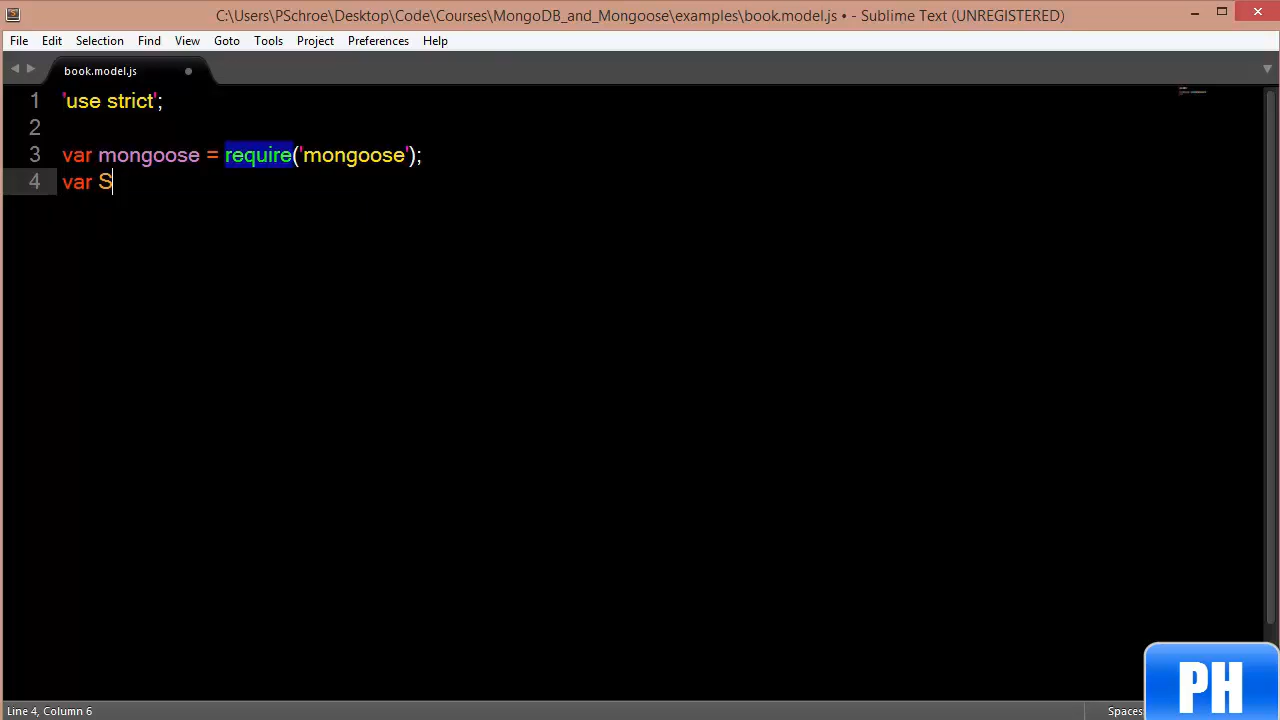 C:\Users\PSchroe\Desktop\Code\Courses\MongoDB_and_Mongoose\examples\book.model.js • - Sublime Text (UNREGISTERED)
File Edit Selection Find View Goto Tools Project Preferences Help
book.model.js
1 'use strict';
2
3 var mongoose = require('mongoose');
4 var S
PH
Line 4, Column 6
Spaces